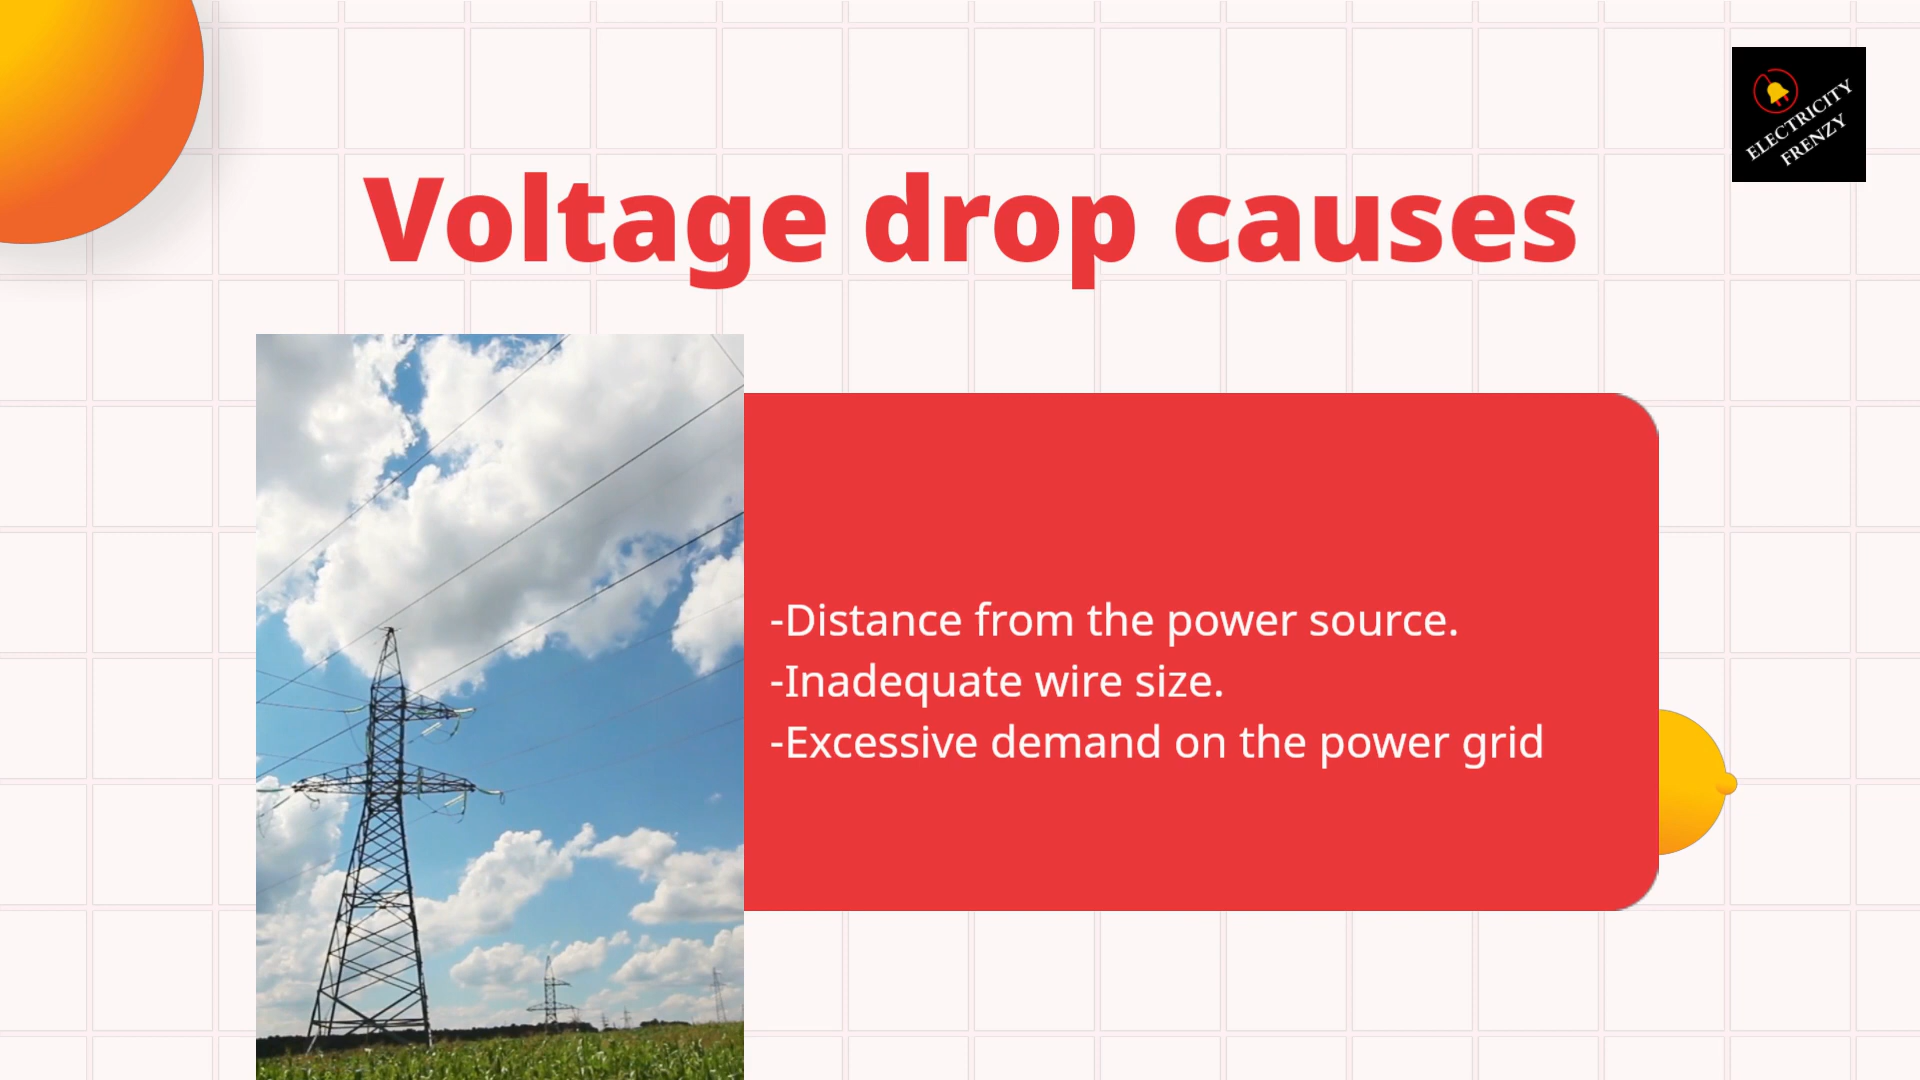 ELECTRICITY
FRENZY
Voltage drop causes
-Distance from the power source.
-Inadequate wire size.
-Excessive demand on the power grid